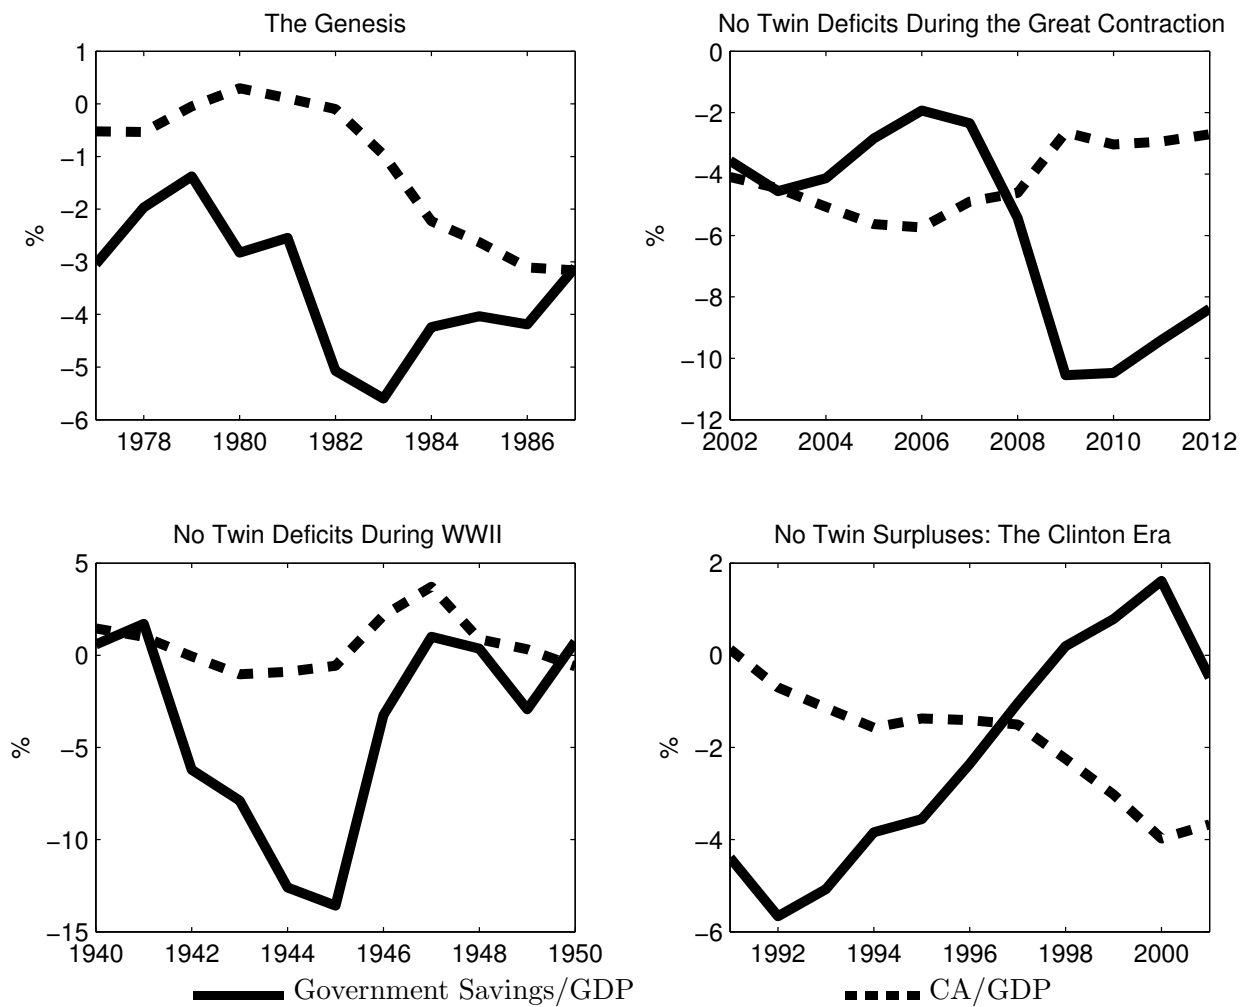 The Genesis
1
0
−1
−2
−3
−4
−5
−6
%
1978 1980 1982 1984 1986
No Twin Deficits During the Great Contraction
0
−2
−4
−6
−8
−10
−12
%
2002 2004 2006 2008 2010 2012
No Twin Deficits During WWII
5
0
−5
−10
−15
%
1940 1942 1944 1946 1948 1950
No Twin Surpluses: The Clinton Era
2
0
−2
−4
−6
%
1992 1994 1996 1998 2000
Government Savings/GDP
CA/GDP